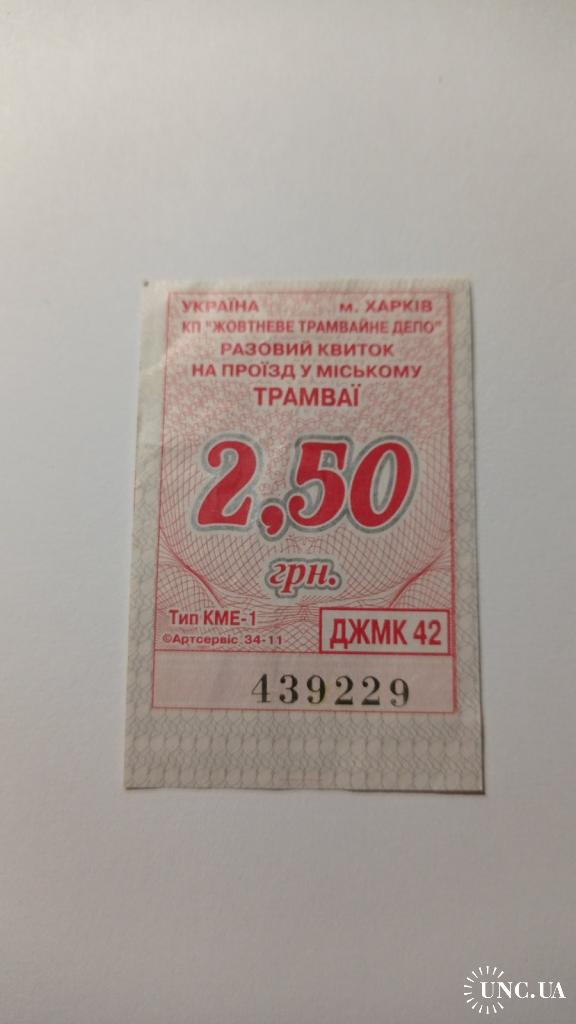 УКРАЇНА м. ХАРКІВ
КП "ЖОВТНЕВЕ ТРАМВАЙНЕ ДЕПО"
РАЗОВИЙ КВИТОК
НА ПРОЇЗД У МІСЬКОМУ
ТРАМВАЇ
2,50
грн.
Тип КМЕ-1
©Артсервіс 34-11
ДЖМК 42
439229
UNC.UA